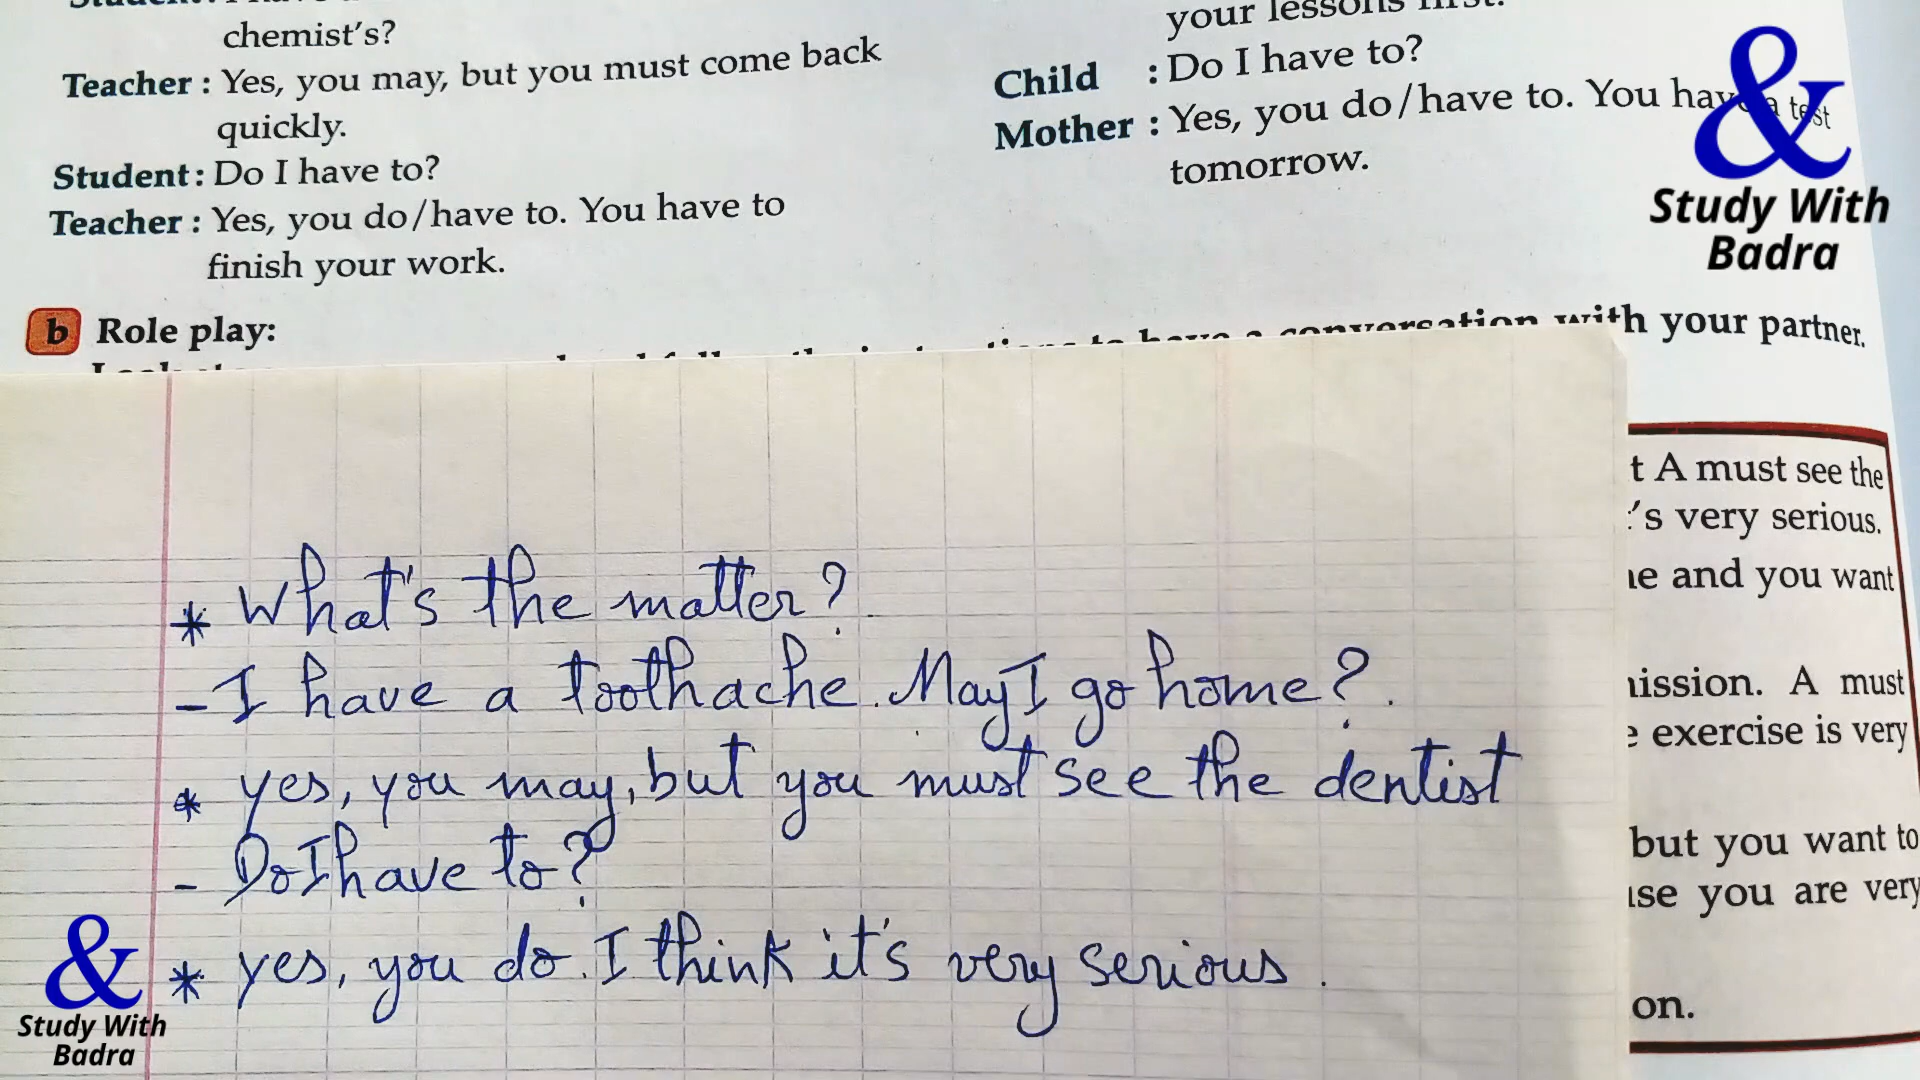 chemist's?
Teacher : Yes, you may, but you must come back
quickly.
Student: Do I have to?
Teacher : Yes, you do/have to. You have to
finish your work.
your lessons first.
Child : Do I have to?
Mother : Yes, you do/have to. You have a test
tomorrow.
&
Study With
Badra
b Role play:
to have a conversation with your partner.
t A must see the
's very serious.
and you want
A must
exercise is very
but you want to
you are very
on.
* What's the matter?
- I have a toothache. May I go home?.
* yes, you may, but you must see the dentist
- Do I have to?
* yes, you do. I think it's very serious.
&
Study With
Badra